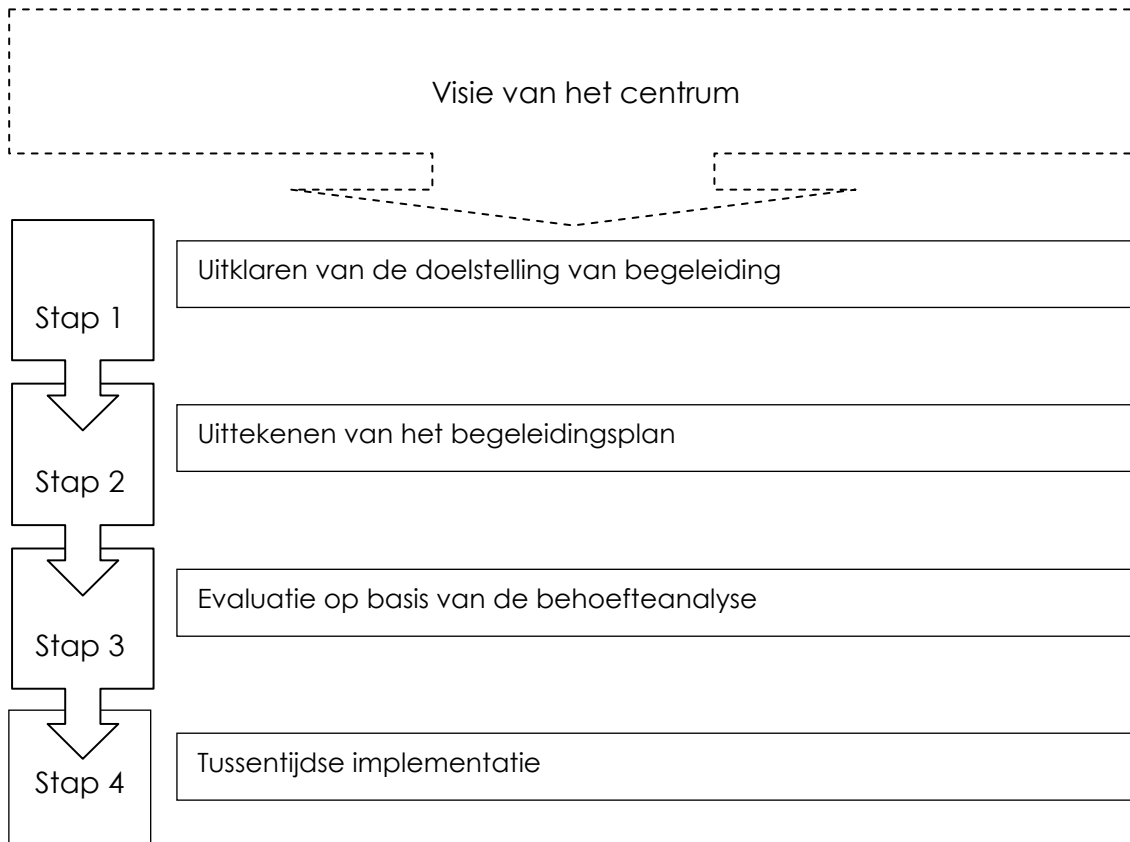 Visie van het centrum
Stap 1
Uitklaren van de doelstelling van begeleiding
Stap 2
Uittekenen van het begeleidingsplan
Stap 3
Evaluatie op basis van de behoefteanalyse
Stap 4
Tussentijdse implementatie